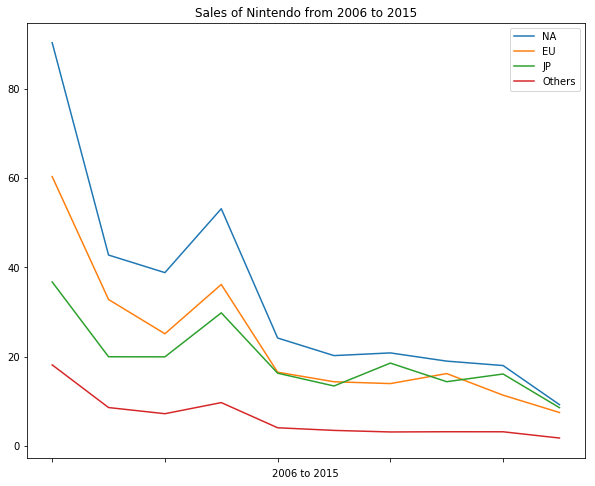 Sales of Nintendo from 2006 to 2015
NA
EU
JP
Others
80
60
40
20
0
2006 to 2015